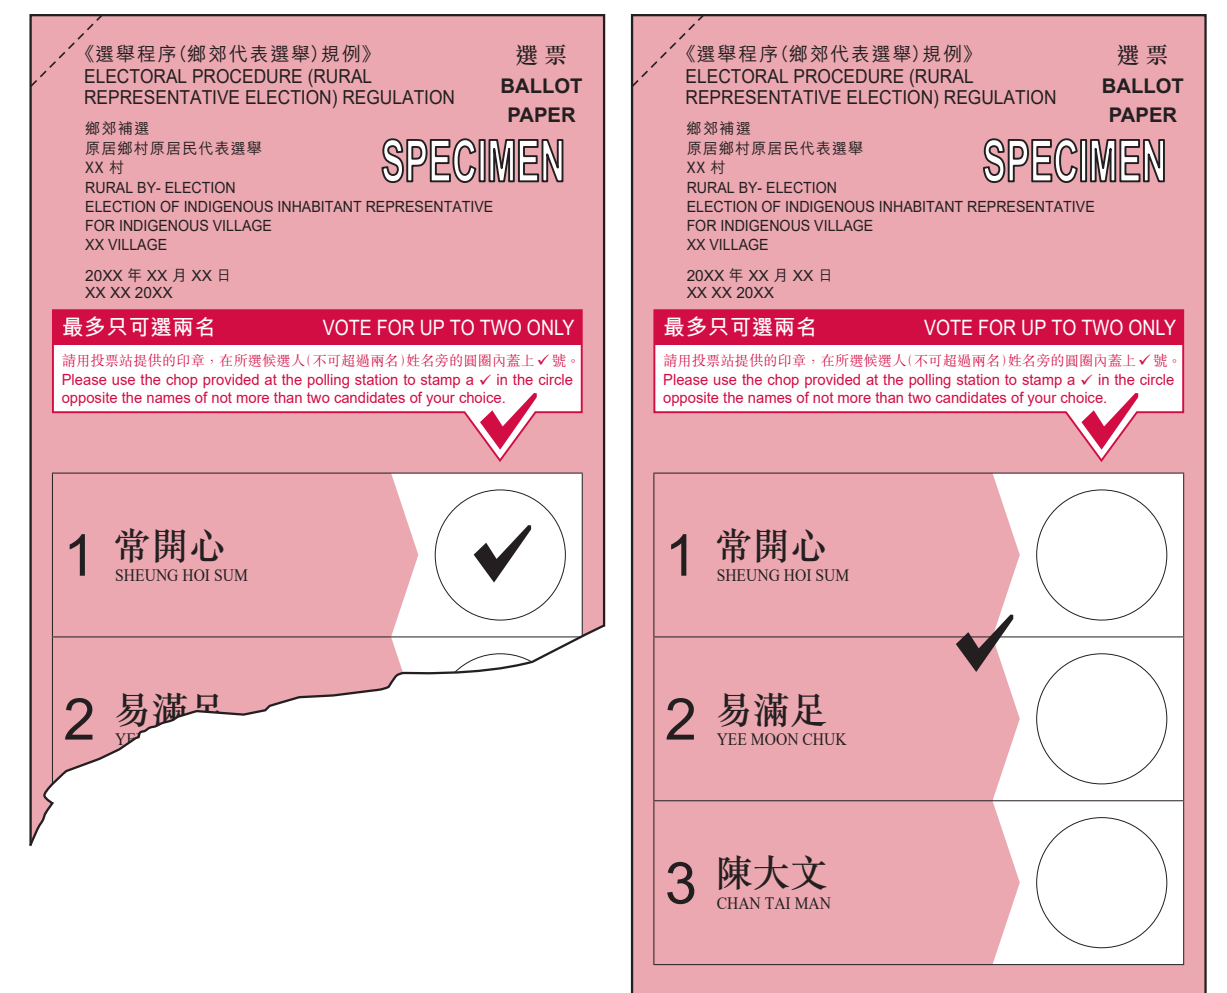 《選舉程序(鄉郊代表選舉)規例》
ELECTORAL PROCEDURE (RURAL
REPRESENTATIVE ELECTION) REGULATION
選票
BALLOT
PAPER
鄉郊補選
原居鄉村原居民代表選舉
XX 村
RURAL BY- ELECTION
ELECTION OF INDIGENOUS INHABITANT REPRESENTATIVE
FOR INDIGENOUS VILLAGE
XX VILLAGE
SPECIMEN
20XX 年 XX 月 XX 日
XX XX 20XX
最多只可選兩名 VOTE FOR UP TO TWO ONLY
請用投票站提供的印章，在所選候選人(不可超過兩名)姓名旁的圓圈內蓋上✓號。
Please use the chop provided at the polling station to stamp a ✓ in the circle
opposite the names of not more than two candidates of your choice.
1 常開心
SHEUNG HOI SUM
2 易滿足
《選舉程序(鄉郊代表選舉)規例》
ELECTORAL PROCEDURE (RURAL
REPRESENTATIVE ELECTION) REGULATION
選票
BALLOT
PAPER
鄉郊補選
原居鄉村原居民代表選舉
XX 村
RURAL BY- ELECTION
ELECTION OF INDIGENOUS INHABITANT REPRESENTATIVE
FOR INDIGENOUS VILLAGE
XX VILLAGE
SPECIMEN
20XX 年 XX 月 XX 日
XX XX 20XX
最多只可選兩名 VOTE FOR UP TO TWO ONLY
請用投票站提供的印章，在所選候選人(不可超過兩名)姓名旁的圓圈內蓋上✓號。
Please use the chop provided at the polling station to stamp a ✓ in the circle
opposite the names of not more than two candidates of your choice.
1 常開心
SHEUNG HOI SUM
2 易滿足
YEE MOON CHUK
3 陳大文
CHAN TAI MAN